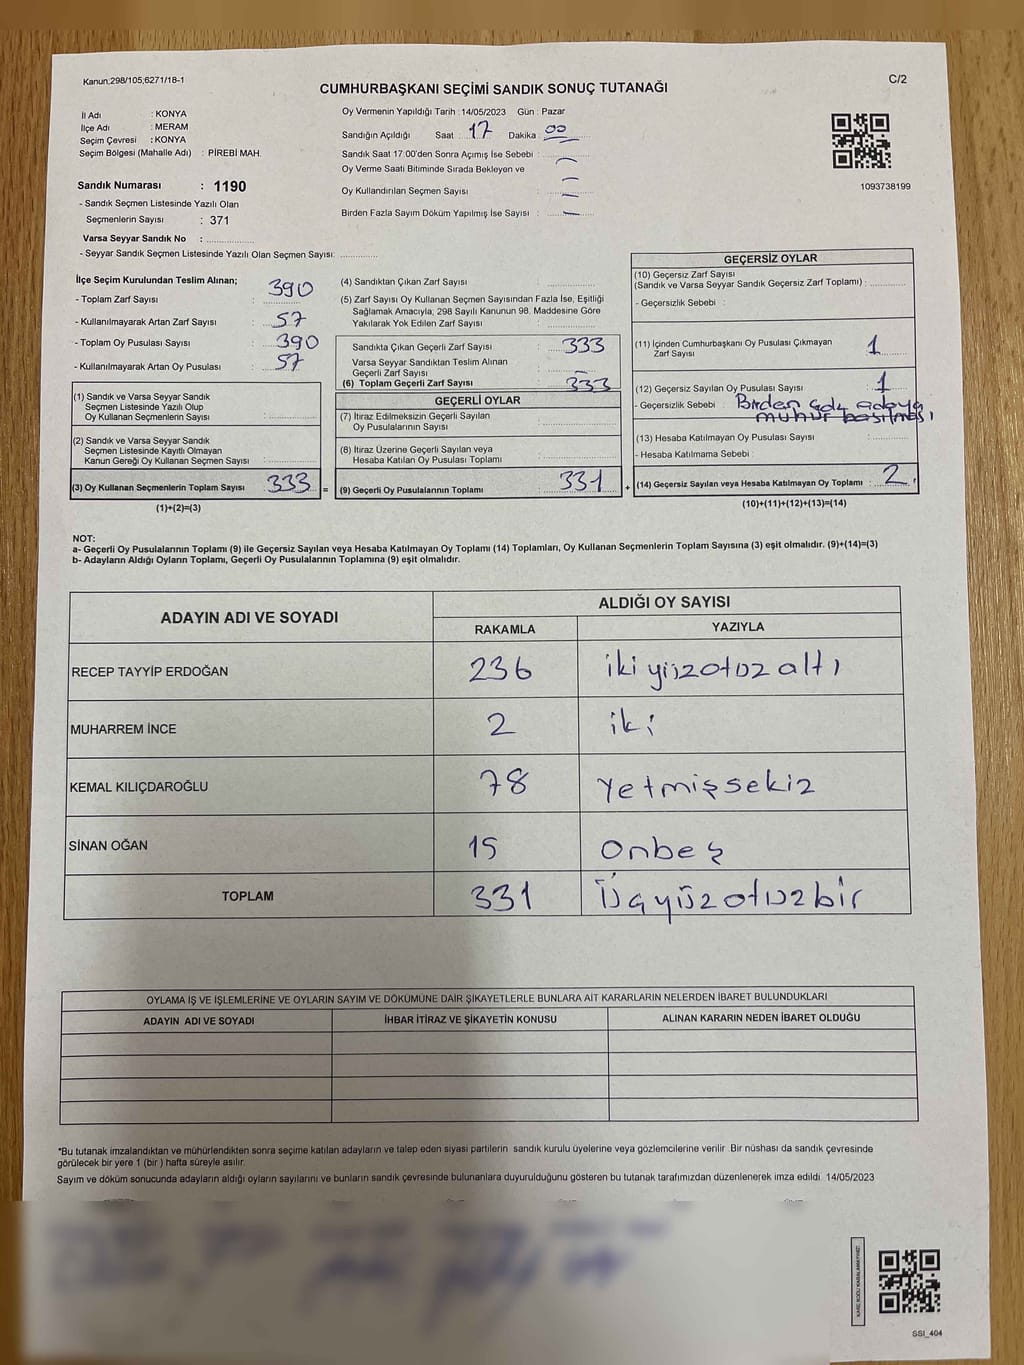 Kanun:298/105;6271/18-1
C/2
CUMHURBAŞKANI SEÇİMİ SANDIK SONUÇ TUTANAĞI
İl Adı : KONYA
İlçe Adı : MERAM
Seçim Çevresi : KONYA
Seçim Bölgesi (Mahalle Adı) : PİREBİ MAH.
Sandık Numarası : 1190
- Sandık Seçmen Listesinde Yazılı Olan
Seçmenlerin Sayısı : 371
Varsa Seyyar Sandık No :
- Seyyar Sandık Seçmen Listesinde Yazılı Olan Seçmen Sayısı:
Oy Vermenin Yapıldığı Tarih : 14/05/2023 Gün : Pazar
Sandığın Açıldığı Saat : 17 Dakika : 00
Sandık Saat 17:00'den Sonra Açımış İse Sebebi :
Oy Verme Saati Bitiminde Sırada Bekleyen ve
Oy Kullandırılan Seçmen Sayısı :
Birden Fazla Sayım Döküm Yapılmış İse Sayısı :
1093738199
İlçe Seçim Kurulundan Teslim Alınan;
- Toplam Zarf Sayısı : 390
- Kullanılmayarak Artan Zarf Sayısı : 57
- Toplam Oy Pusulası Sayısı : 390
- Kullanılmayarak Artan Oy Pusulası : 57
(1) Sandık ve Varsa Seyyar Sandık
Seçmen Listesinde Yazılı Olup
Oy Kullanan Seçmenlerin Sayısı :
(2) Sandık ve Varsa Seyyar Sandık
Seçmen Listesinde Kayıtlı Olmayan
Kanun Gereği Oy Kullanan Seçmen Sayısı :
(3) Oy Kullanan Seçmenlerin Toplam Sayısı 333
(1)+(2)=(3)
(4) Sandıktan Çıkan Zarf Sayısı :
(5) Zarf Sayısı Oy Kullanan Seçmen Sayısından Fazla İse, Eşitliği
Sağlamak Amacıyla; 298 Sayılı Kanunun 98. Maddesine Göre
Yakılarak Yok Edilen Zarf Sayısı :
Sandıkta Çıkan Geçerli Zarf Sayısı : 333
Varsa Seyyar Sandıktan Teslim Alınan
Geçerli Zarf Sayısı :
(6) Toplam Geçerli Zarf Sayısı : 333
GEÇERLİ OYLAR
(7) İtiraz Edilmeksizin Geçerli Sayılan
Oy Pusulalarının Sayısı :
(8) İtiraz Üzerine Geçerli Sayılan veya
Hesaba Katılan Oy Pusulası Toplamı :
= (9) Geçerli Oy Pusulalarının Toplamı : 331 +
GEÇERSİZ OYLAR
(10) Geçersiz Zarf Sayısı
(Sandık ve Varsa Seyyar Sandık Geçersiz Zarf Toplamı) :
- Geçersizlik Sebebi :
(11) İçinden Cumhurbaşkanı Oy Pusulası Çıkmayan
Zarf Sayısı : 1
(12) Geçersiz Sayılan Oy Pusulası Sayısı : 1
- Geçersizlik Sebebi : Birden çok adaya
mühür basılması
(13) Hesaba Katılmayan Oy Pusulası Sayısı :
- Hesaba Katılmama Sebebi :
(14) Geçersiz Sayılan veya Hesaba Katılmayan Oy Toplamı : 2
(10)+(11)+(12)+(13)=(14)
NOT:
a- Geçerli Oy Pusulalarının Toplamı (9) ile Geçersiz Sayılan veya Hesaba Katılmayan Oy Toplamı (14) Toplamları, Oy Kullanan Seçmenlerin Toplam Sayısına (3) eşit olmalıdır. (9)+(14)=(3)
b- Adayların Aldığı Oyların Toplamı, Geçerli Oy Pusulalarının Toplamına (9) eşit olmalıdır.
ADAYIN ADI VE SOYADI ALDIĞI OY SAYISI
RAKAMLA YAZIYLA
RECEP TAYYİP ERDOĞAN 236 ikiyüzotuzaltı
MUHARREM İNCE 2 iki
KEMAL KILIÇDAROĞLU 78 Yetmişsekiz
SİNAN OĞAN 15 Onbeş
TOPLAM 331 Üçyüzotuzbir
OYLAMA İŞ VE İŞLEMLERİNE VE OYLARIN SAYIM VE DÖKÜMÜNE DAİR ŞİKAYETLERLE BUNLARA AİT KARARLARIN NELERDEN İBARET BULUNDUKLARI
ADAYIN ADI VE SOYADI İHBAR İTİRAZ VE ŞİKAYETİN KONUSU ALINAN KARARIN NEDEN İBARET OLDUĞU
*Bu tutanak imzalandıktan ve mühürlendikten sonra seçime katılan adayların ve talep eden siyasi partilerin sandık kurulu üyelerine veya gözlemcilerine verilir Bir nüshası da sandık çevresinde
görülecek bir yere 1 (bir ) hafta süreyle asılır.
Sayım ve döküm sonucunda adayların aldığı oyların sayılarını ve bunların sandık çevresinde bulunanlara duyurulduğunu gösteren bu tutanak tarafımızdan düzenlenerek imza edildi. 14/05/2023
KARE KODU KARALAMAYINIZ!
SSI_404